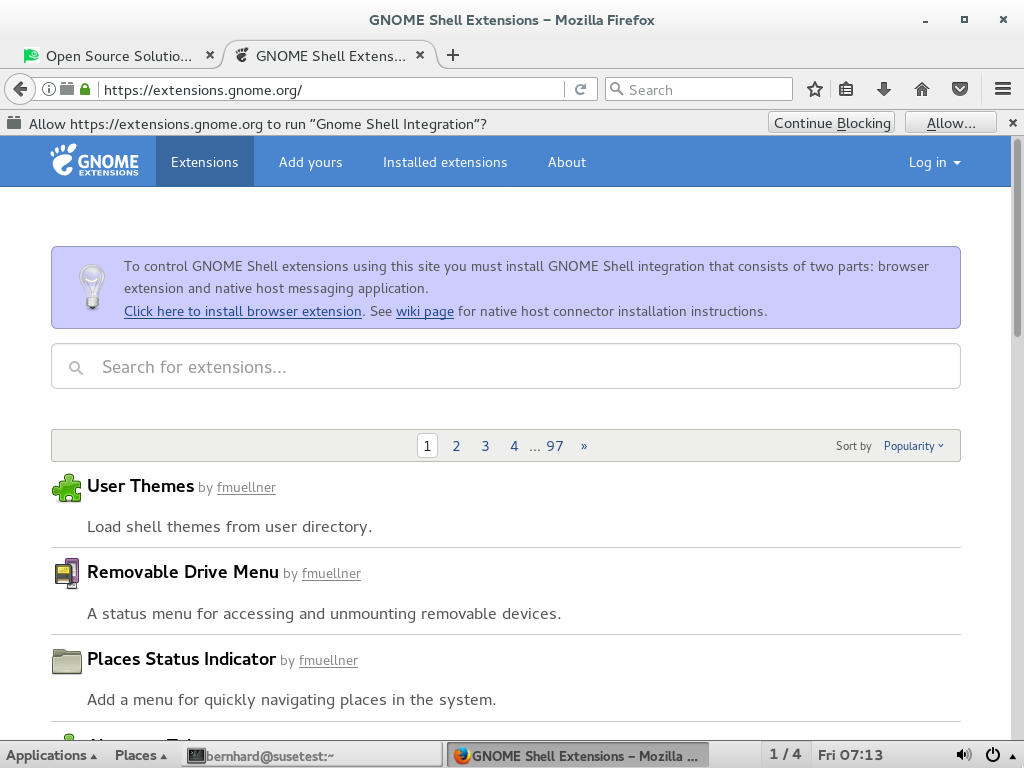 GNOME Shell Extensions – Mozilla Firefox
Open Source Solutio...
GNOME Shell Extens...
https://extensions.gnome.org/
Search
Allow https://extensions.gnome.org to run “Gnome Shell Integration“?
Continue Blocking
Allow...
GNOME EXTENSIONS
Extensions
Add yours
Installed extensions
About
Log in
To control GNOME Shell extensions using this site you must install GNOME Shell integration that consists of two parts: browser
extension and native host messaging application.
Click here to install browser extension. See wiki page for native host connector installation instructions.
Search for extensions...
1 2 3 4 ... 97 »
Sort by Popularity
User Themes by fmuellner
Load shell themes from user directory.
Removable Drive Menu by fmuellner
A status menu for accessing and unmounting removable devices.
Places Status Indicator by fmuellner
Add a menu for quickly navigating places in the system.
Applications
Places
bernhard@susetest:~
GNOME Shell Extensions – Mozilla ...
1 / 4
Fri 07:13